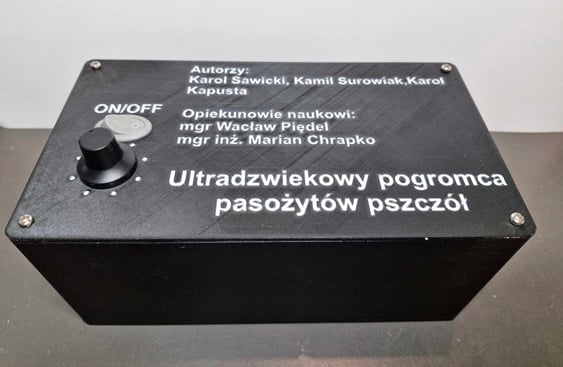 Autorzy:
Karol Sawicki, Kamil Surowiak,Karol
Kapusta
ON/OFF
Opiekunowie naukowi:
mgr Wacław Piędel
mgr inż. Marian Chrapko
Ultradzwiekowy pogromca
pasożytów pszczół